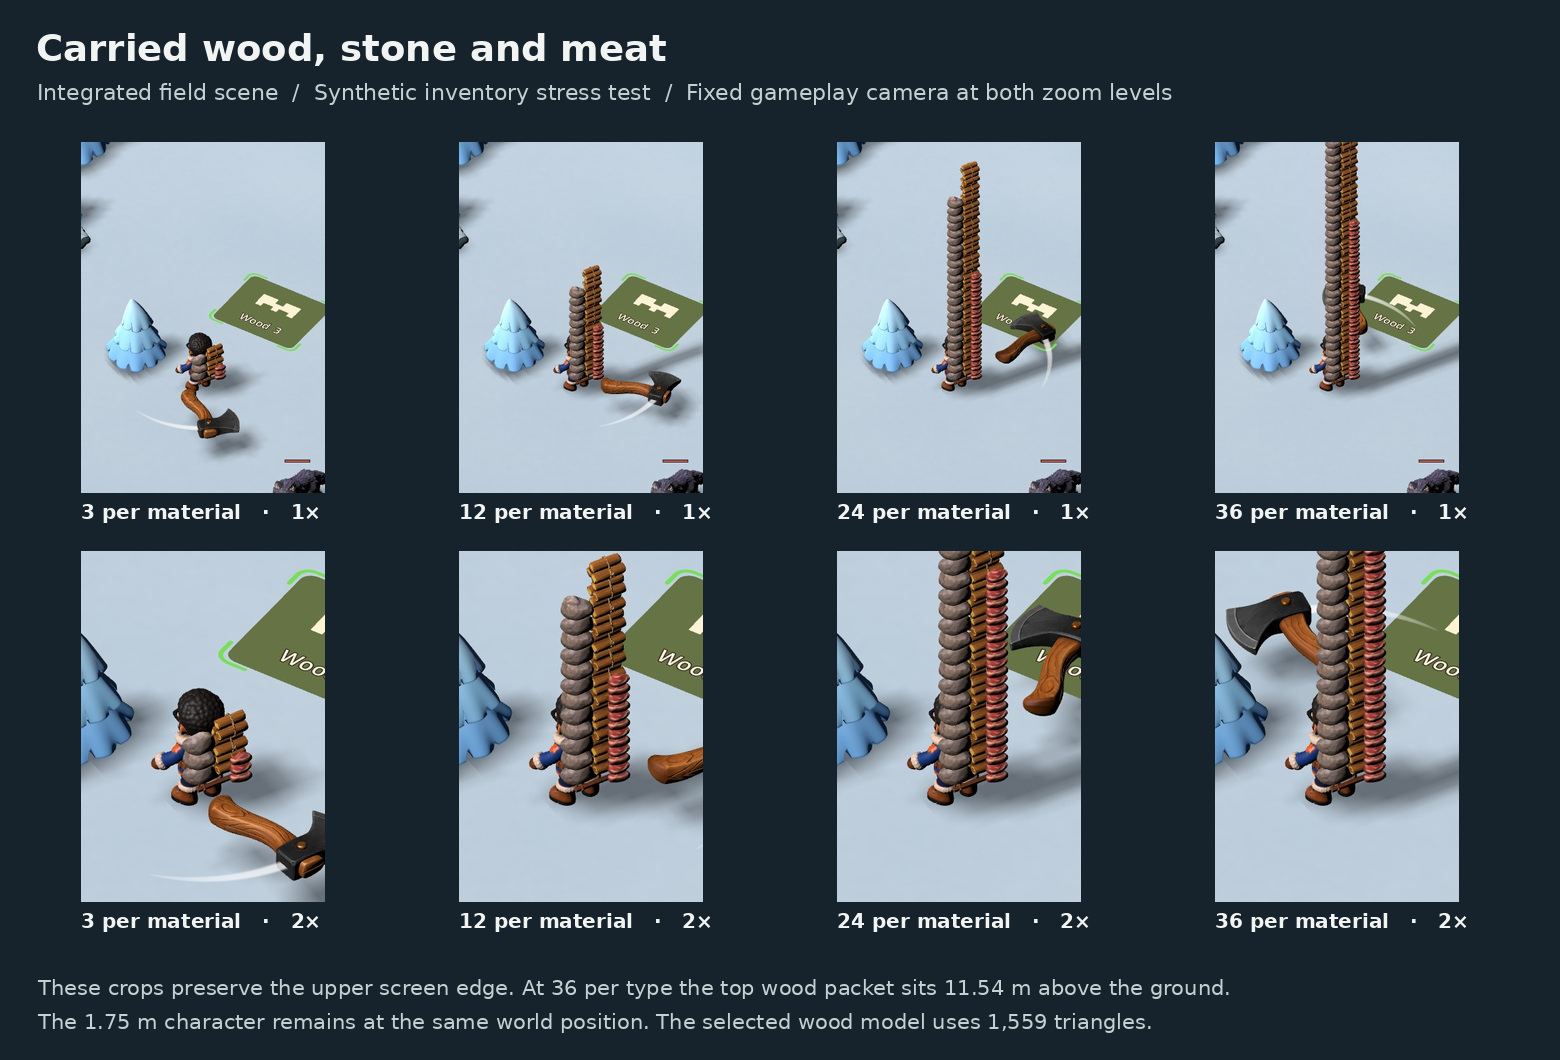 Carried wood, stone and meat
Integrated field scene / Synthetic inventory stress test / Fixed gameplay camera at both zoom levels
Wood 3
Wood 3
Wo
Wood 3
3 per material · 1×
12 per material · 1×
24 per material · 1×
36 per material · 1×
Woo
Woo
Woo
3 per material · 2×
12 per material · 2×
24 per material · 2×
36 per material · 2×
These crops preserve the upper screen edge. At 36 per type the top wood packet sits 11.54 m above the ground.
The 1.75 m character remains at the same world position. The selected wood model uses 1,559 triangles.